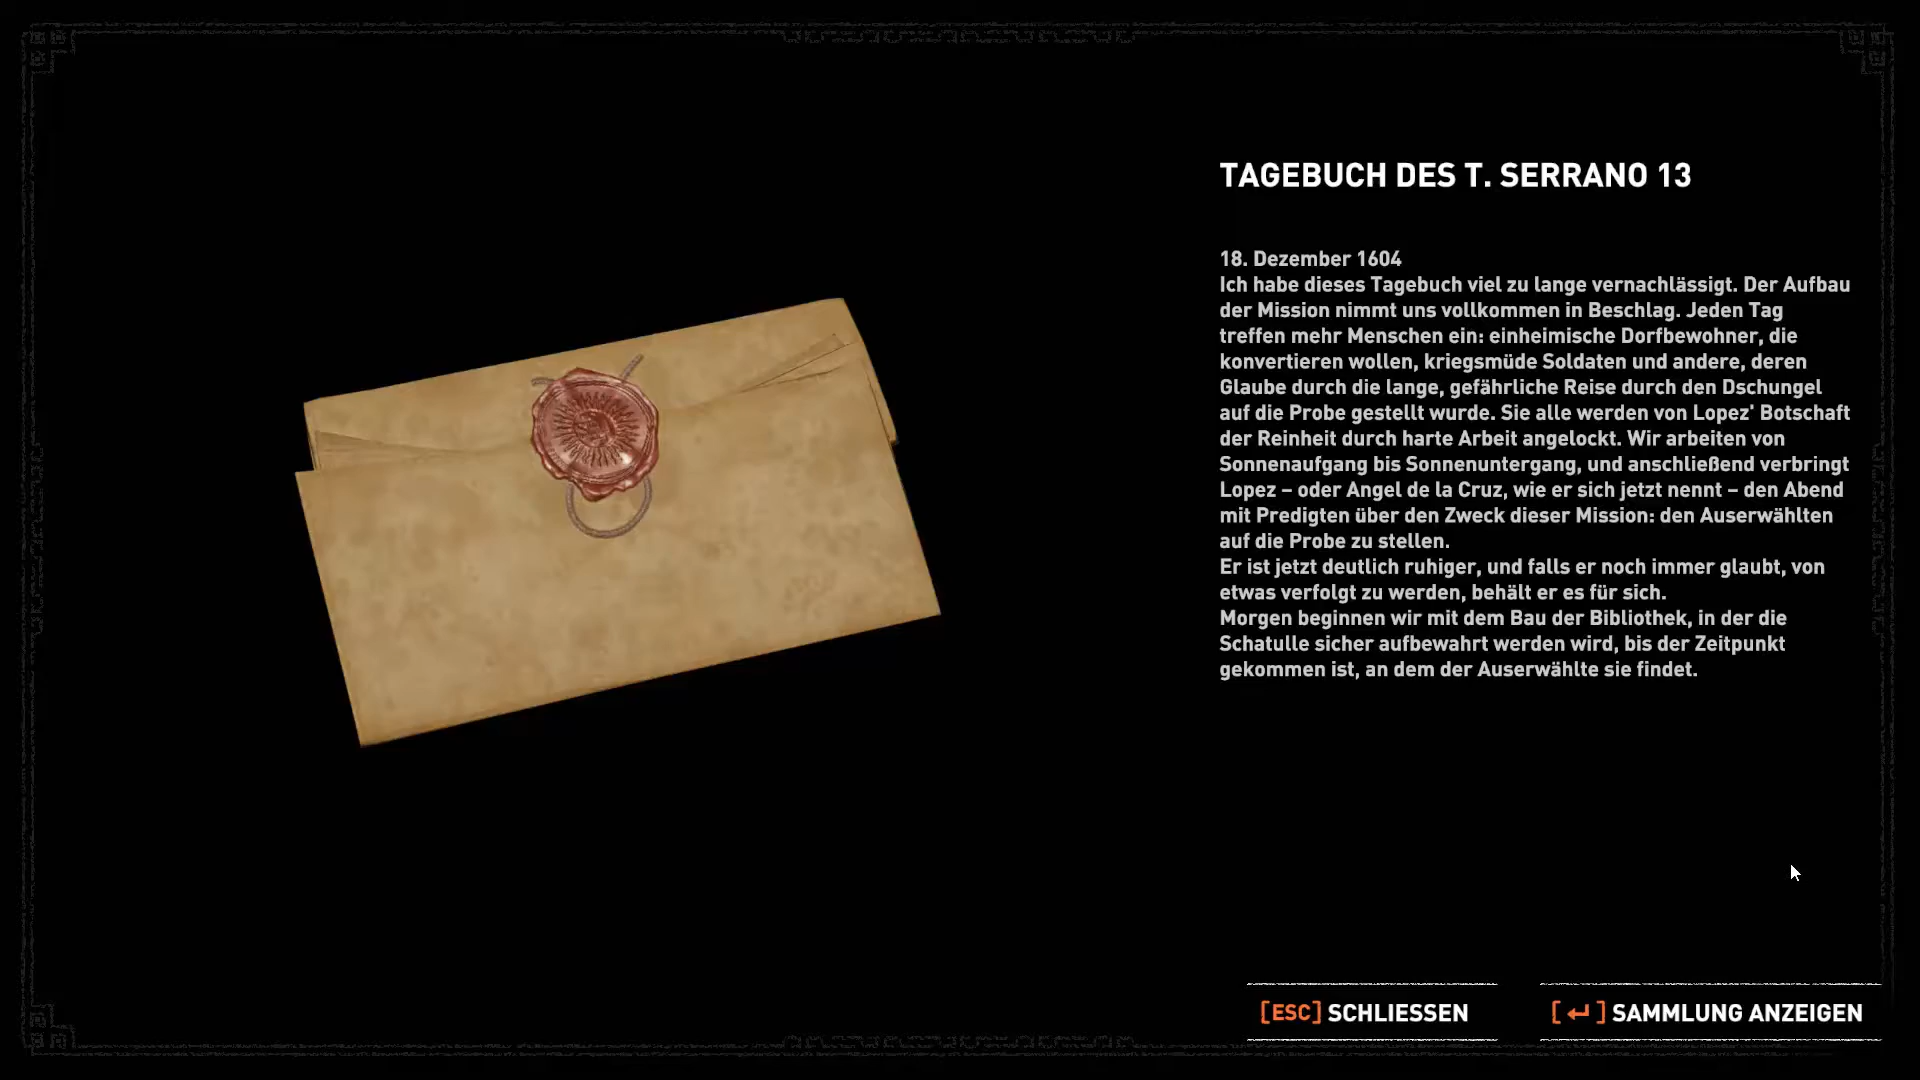 TAGEBUCH DES T. SERRANO 13
18. Dezember 1604
Ich habe dieses Tagebuch viel zu lange vernachlässigt. Der Aufbau
der Mission nimmt uns vollkommen in Beschlag. Jeden Tag
treffen mehr Menschen ein: einheimische Dorfbewohner, die
konvertieren wollen, kriegsmüde Soldaten und andere, deren
Glaube durch die lange, gefährliche Reise durch den Dschungel
auf die Probe gestellt wurde. Sie alle werden von Lopez' Botschaft
der Reinheit durch harte Arbeit angelockt. Wir arbeiten von
Sonnenaufgang bis Sonnenuntergang, und anschließend verbringt
Lopez – oder Angel de la Cruz, wie er sich jetzt nennt – den Abend
mit Predigten über den Zweck dieser Mission: den Auserwählten
auf die Probe zu stellen.
Er ist jetzt deutlich ruhiger, und falls er noch immer glaubt, von
etwas verfolgt zu werden, behält er es für sich.
Morgen beginnen wir mit dem Bau der Bibliothek, in der die
Schatulle sicher aufbewahrt werden wird, bis der Zeitpunkt
gekommen ist, an dem der Auserwählte sie findet.
[ESC] SCHLIESSEN
[↵] SAMMLUNG ANZEIGEN